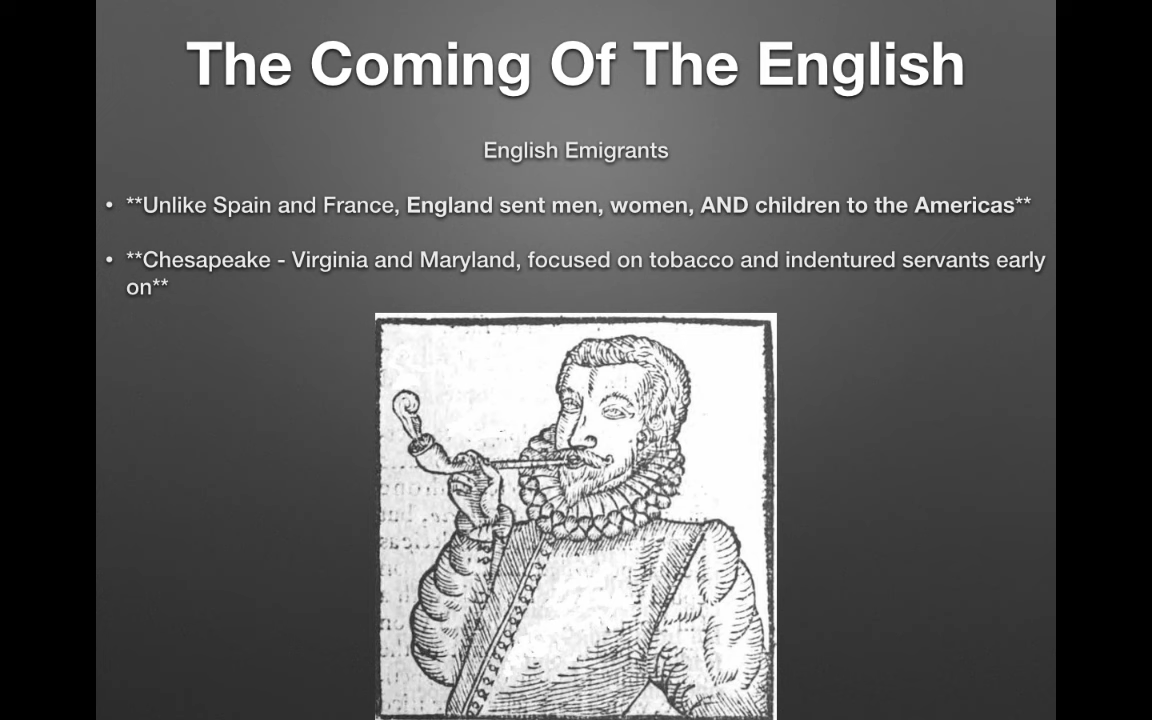 The Coming Of The English
English Emigrants
• **Unlike Spain and France, England sent men, women, AND children to the Americas**
• **Chesapeake - Virginia and Maryland, focused on tobacco and indentured servants early
on**